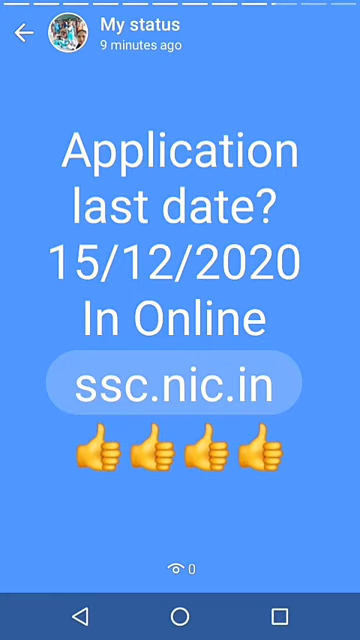 My status
9 minutes ago
Application
last date?
15/12/2020
In Online
ssc.nic.in
👍👍👍👍
0